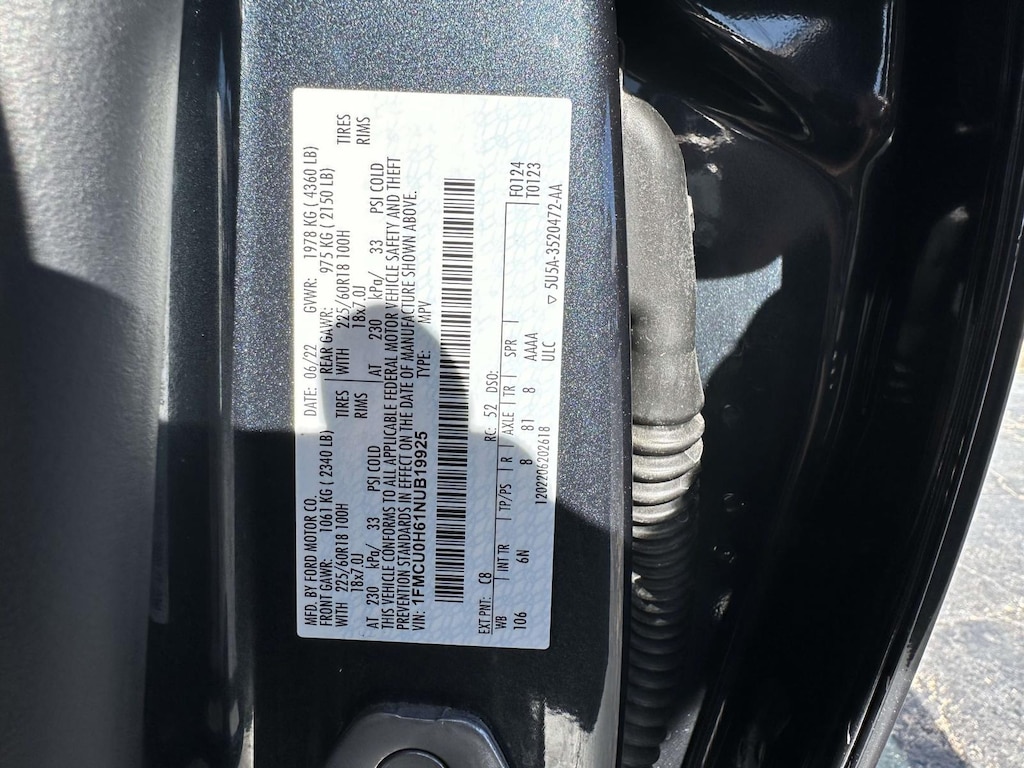 MFD. BY FORD MOTOR CO. DATE: 06/22 GVWR: 1978 KG ( 4360 LB)
FRONT GAWR: 1061KG ( 2340 LB) REAR GAWR: 975 KG ( 2150 LB)
WITH 225/60R18 100H TIRES WITH 225/60R18 100H TIRES
18x7.0J RIMS 18x7.0J RIMS
AT 230 kPa/ 33 PSI COLD AT 230 kPa/ 33 PSI COLD
THIS VEHICLE CONFORMS TO ALL APPLICABLE FEDERAL MOTOR VEHICLE SAFETY AND THEFT
PREVENTION STANDARDS IN EFFECT ON THE DATE OF MANUFACTURE SHOWN ABOVE.
VIN: 1FMCU0H61NUB19925 TYPE: MPV
EXT PNT: C8 RC: 52 DSO:
WB INT TR TP/PS R AXLE TR SPR F0124
106 6N 8 81 8 AAAA T0123
1202206202618 ULC
5U5A-3520472-AA